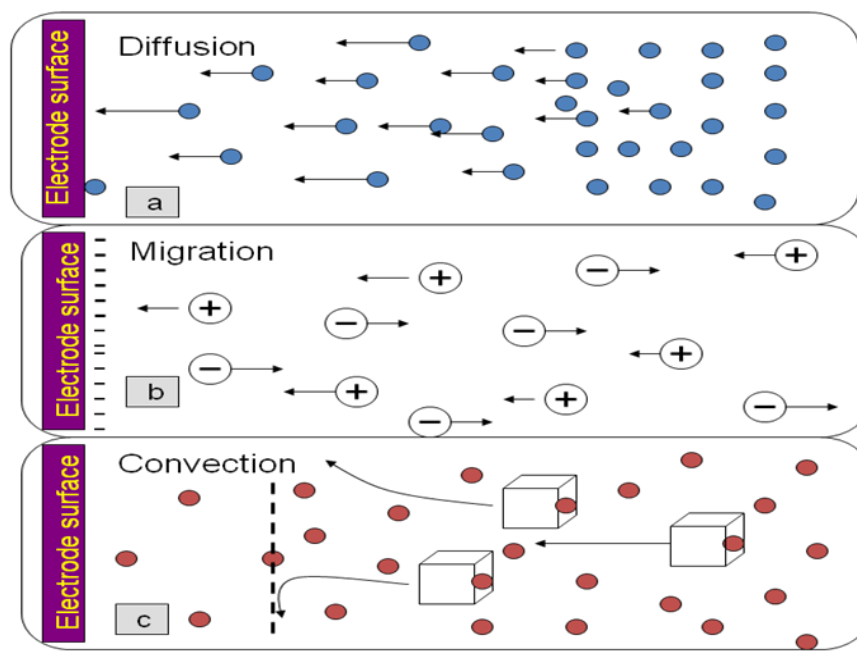 Diffusion
Electrode surface
a
Migration
Electrode surface
+
+
+
+
+
+
−
−
−
−
−
−
b
Convection
Electrode surface
c